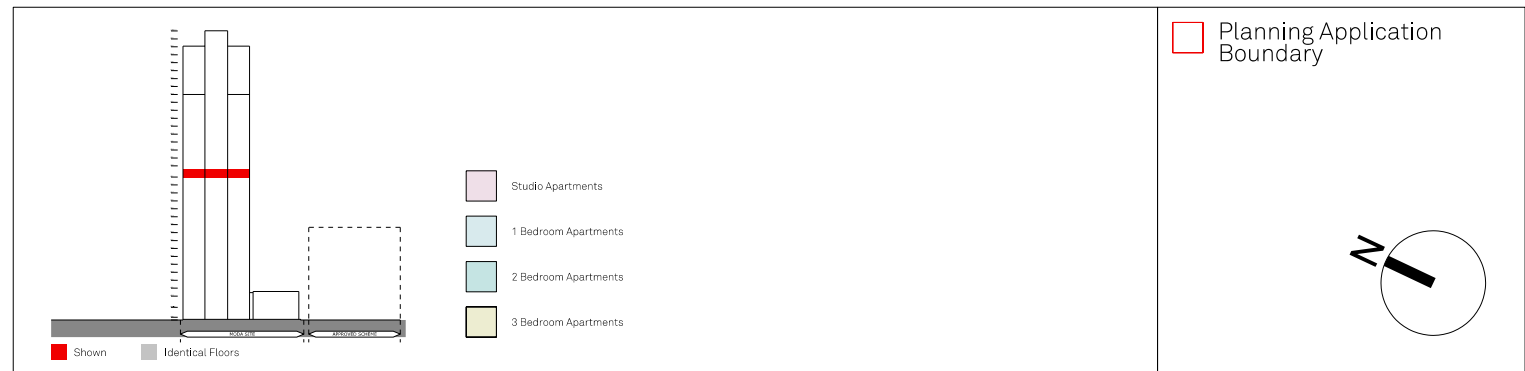 Planning Application
Boundary
Studio Apartments
1 Bedroom Apartments
2 Bedroom Apartments
3 Bedroom Apartments
N
MODA SITE
APPROVED SCHEME
Shown
Identical Floors